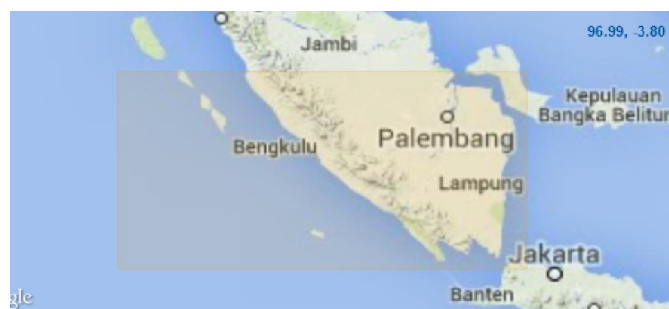 96.99, -3.80
Jambi
Kepulauan
Bangka Belitun
Palembang
Bengkulu
Lampung
Jakarta
Banten
gle